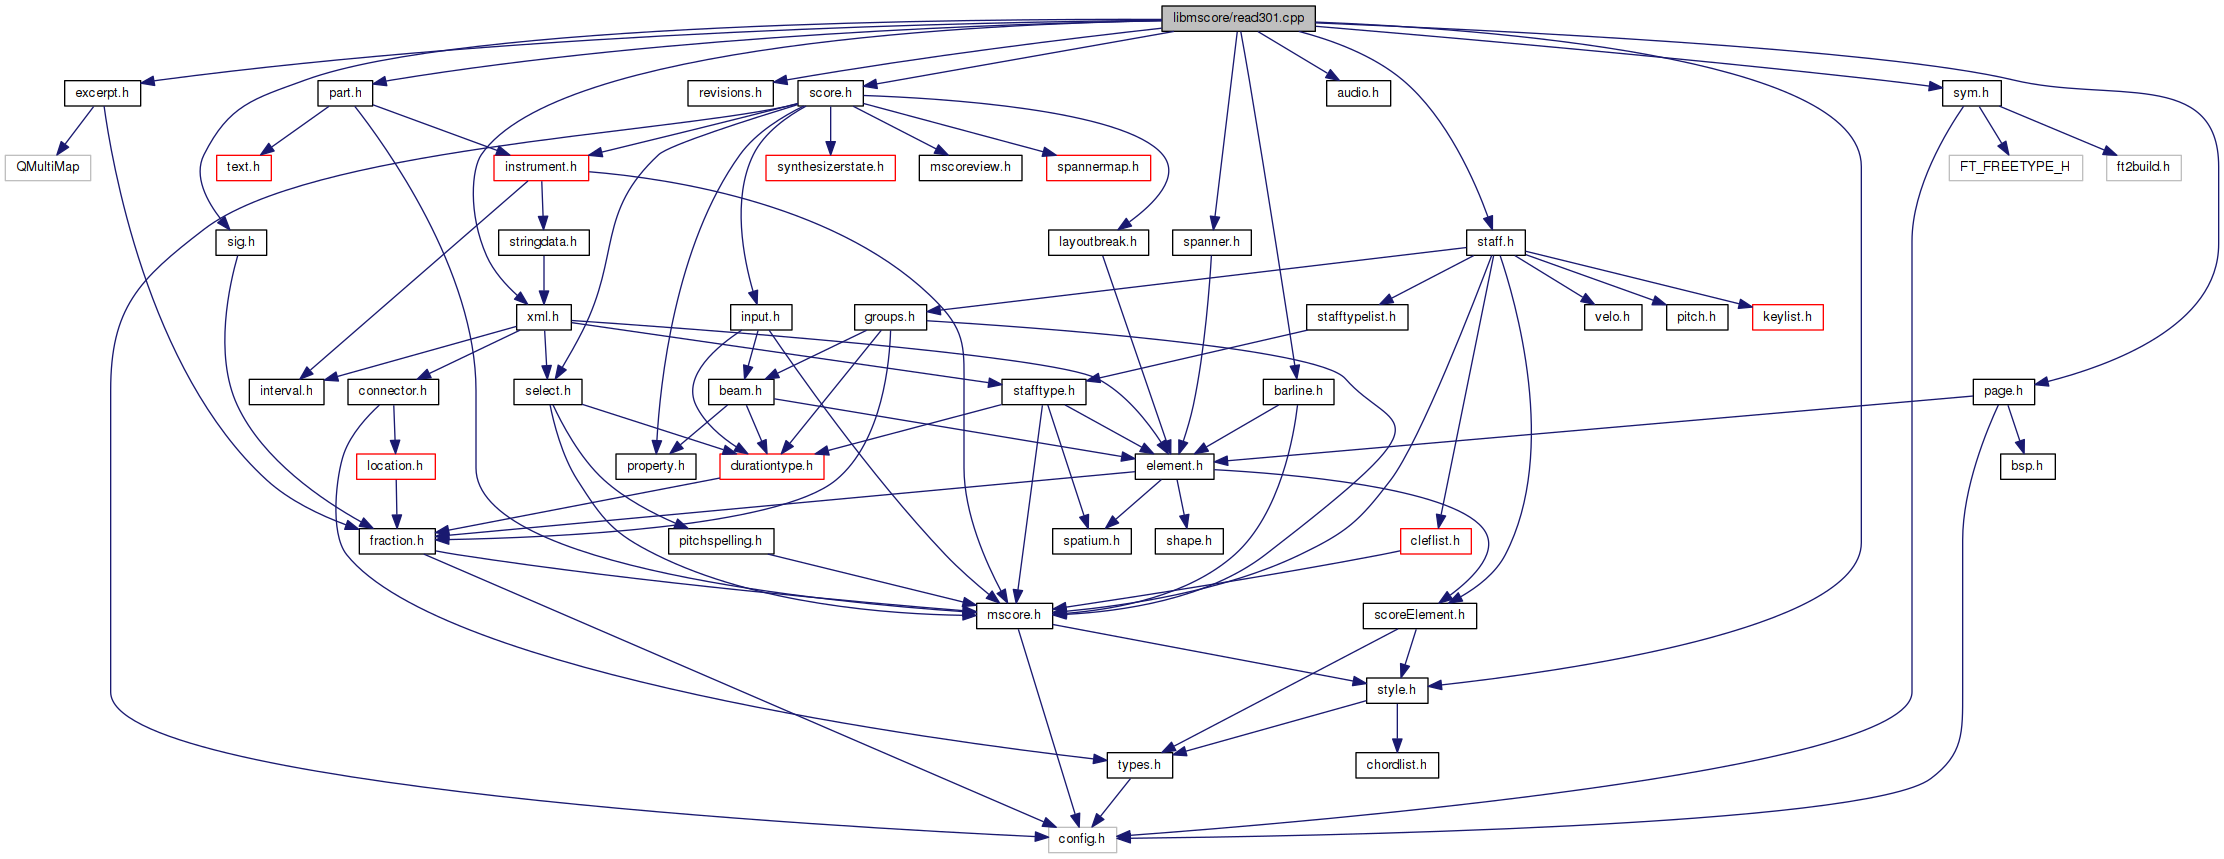 libmscore/read301.cpp
excerpt.h
part.h
revisions.h
score.h
audio.h
sym.h
QMultiMap
text.h
instrument.h
synthesizerstate.h
mscoreview.h
spannermap.h
FT_FREETYPE_H
ft2build.h
sig.h
stringdata.h
layoutbreak.h
spanner.h
staff.h
xml.h
input.h
groups.h
stafftypelist.h
velo.h
pitch.h
keylist.h
interval.h
connector.h
select.h
beam.h
stafftype.h
barline.h
page.h
location.h
property.h
durationtype.h
element.h
bsp.h
fraction.h
pitchspelling.h
spatium.h
shape.h
cleflist.h
mscore.h
scoreElement.h
style.h
types.h
chordlist.h
config.h